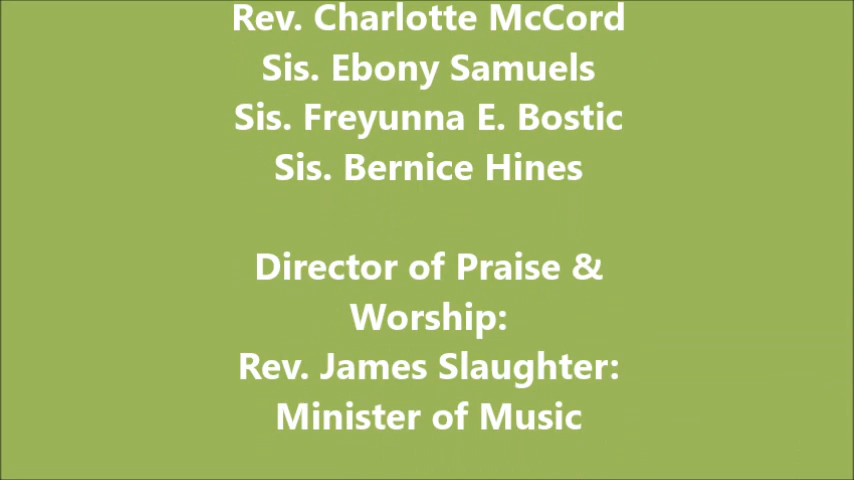 Rev. Charlotte McCord
Sis. Ebony Samuels
Sis. Freyunna E. Bostic
Sis. Bernice Hines
Director of Praise &
Worship:
Rev. James Slaughter:
Minister of Music